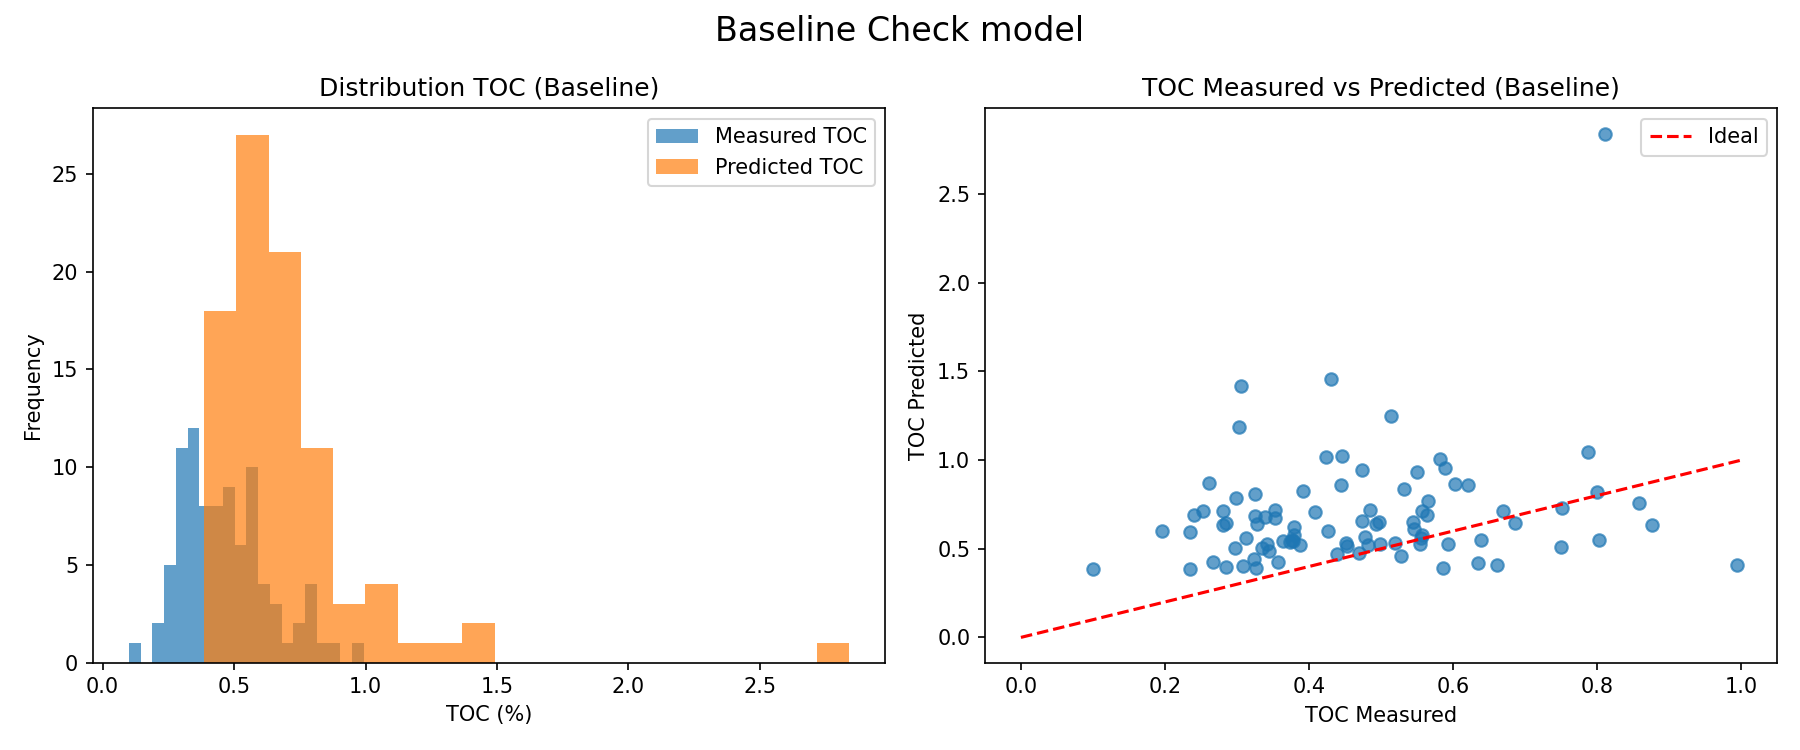 Baseline Check model
Distribution TOC (Baseline)
Measured TOC
Predicted TOC
Frequency
25
20
15
10
5
0
0.0 0.5 1.0 1.5 2.0 2.5
TOC (%)
TOC Measured vs Predicted (Baseline)
Ideal
TOC Predicted
2.5
2.0
1.5
1.0
0.5
0.0
0.0 0.2 0.4 0.6 0.8 1.0
TOC Measured